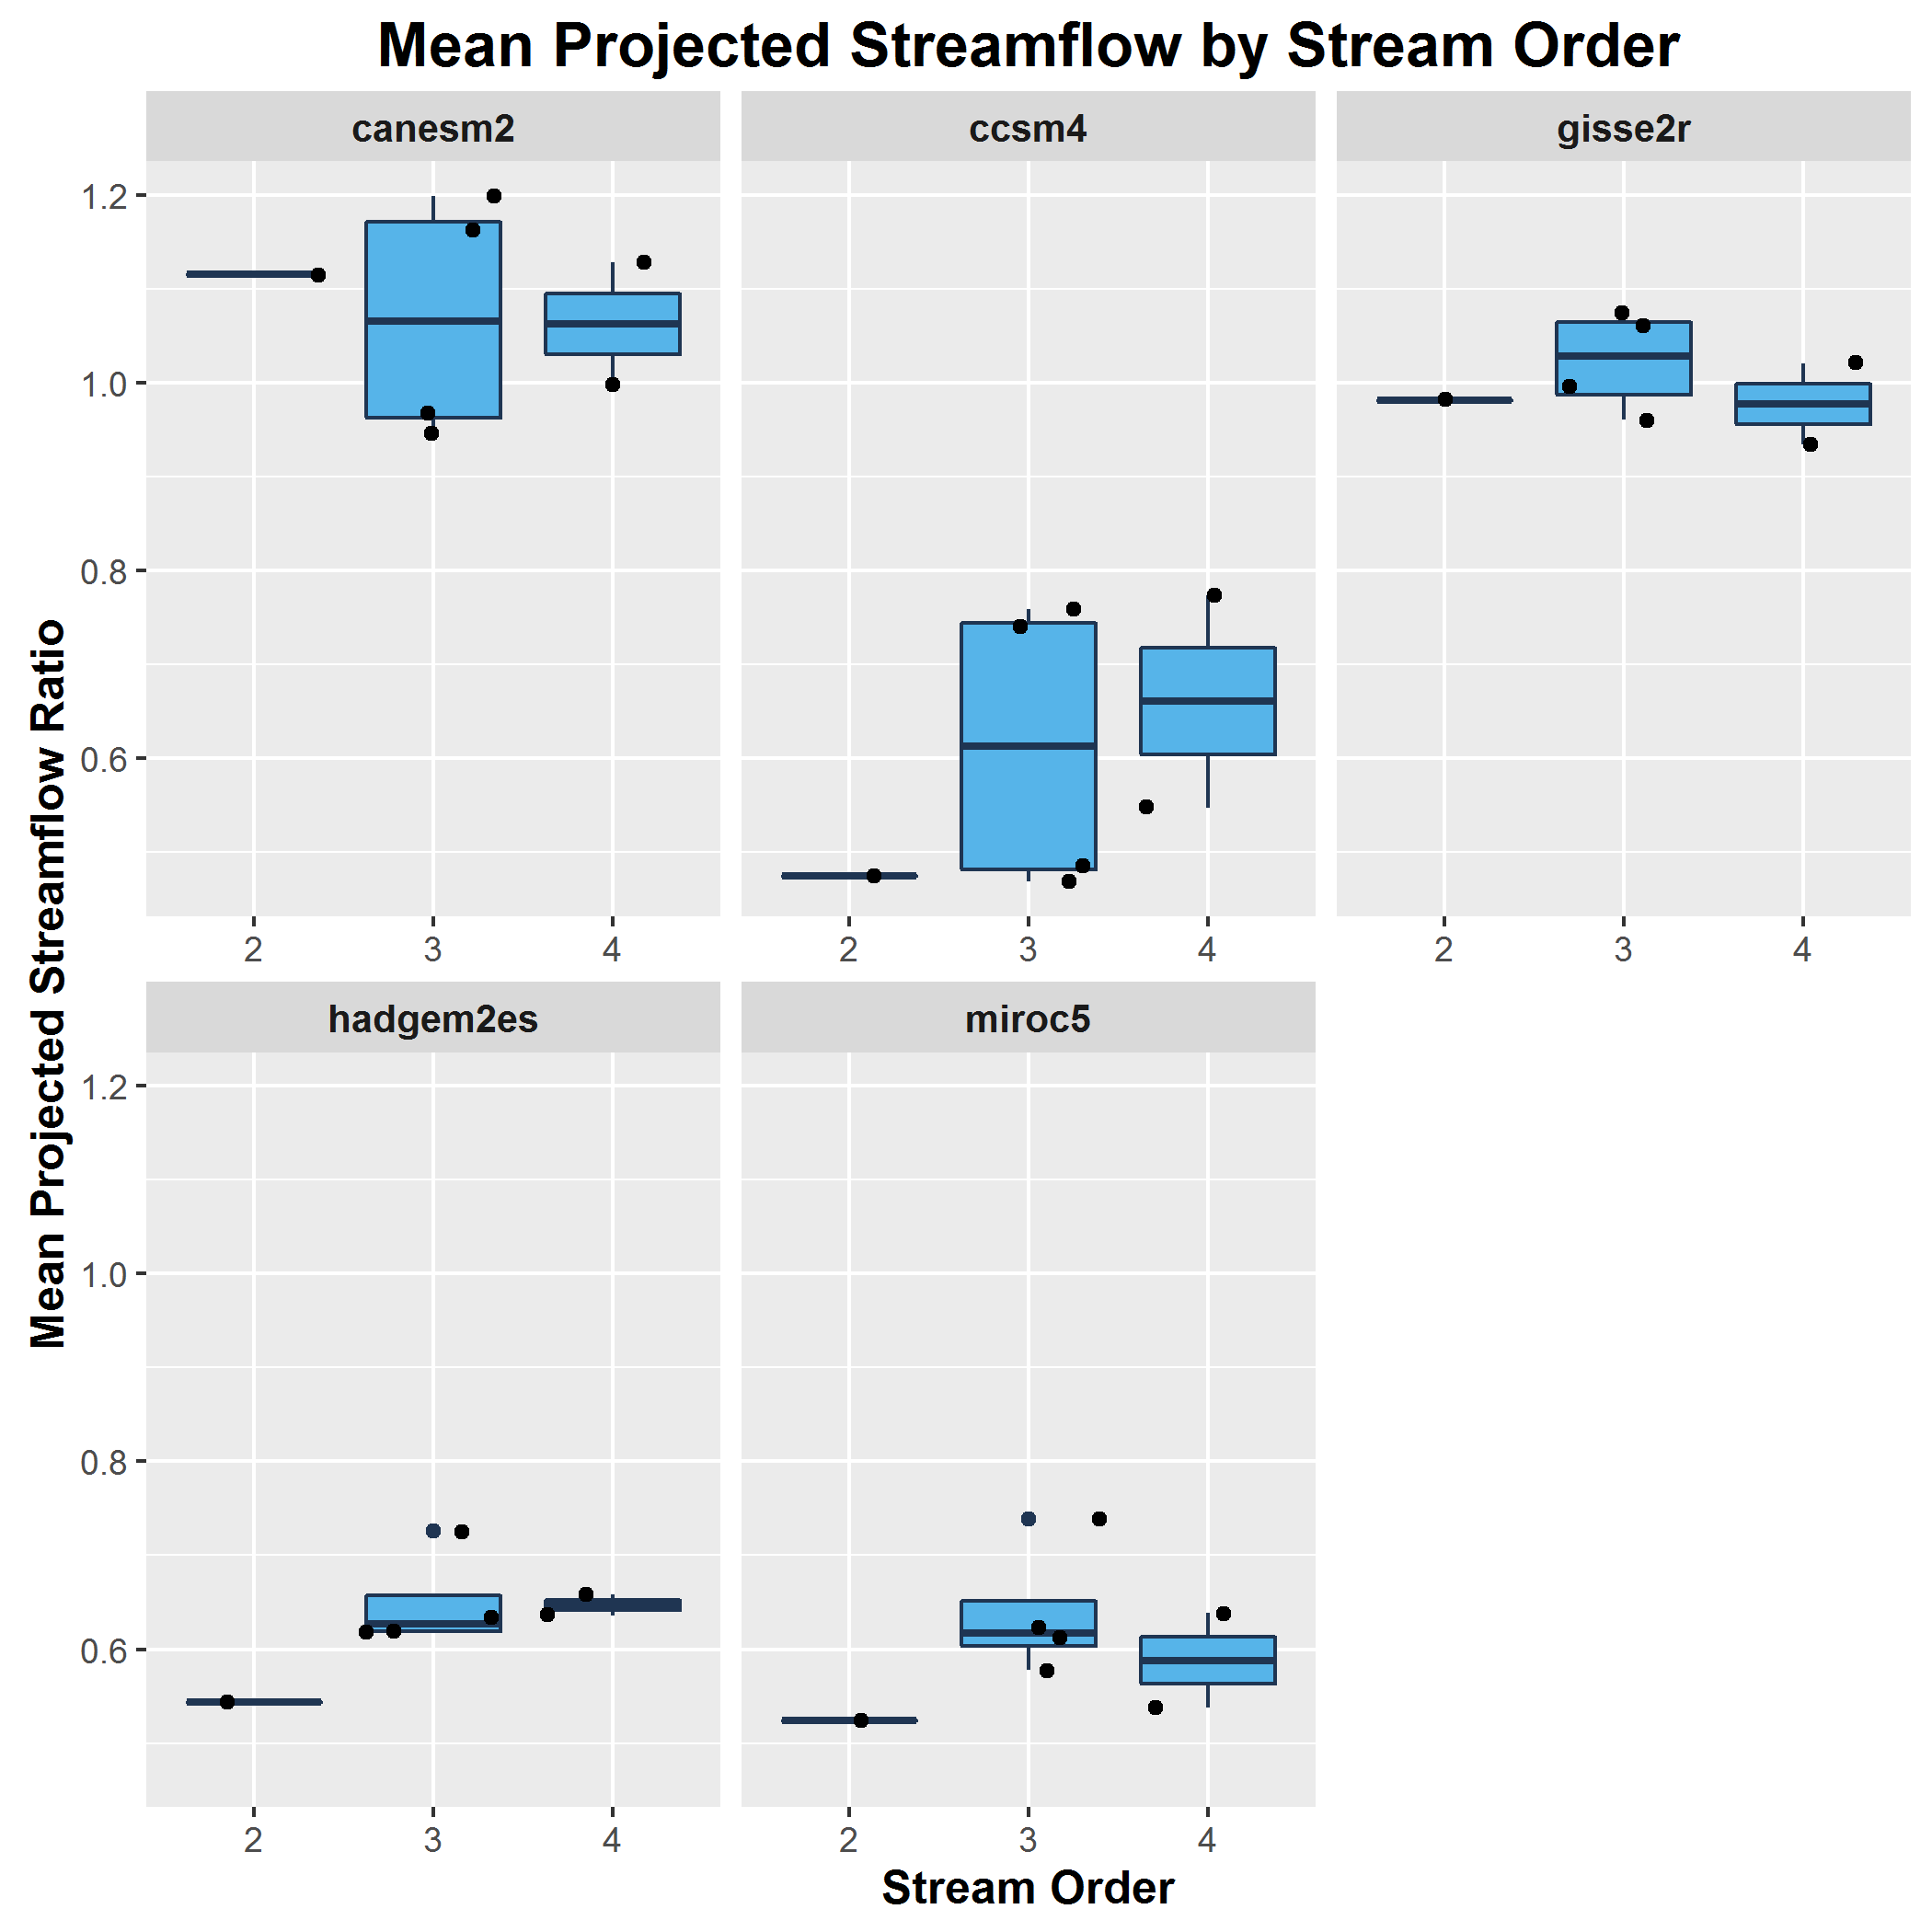 Mean Projected Streamflow by Stream Order
canesm2
ccsm4
gisse2r
1.2
1.0
0.8
0.6
2 3 4
2 3 4
2 3 4
Mean Projected Streamflow Ratio
hadgem2es
miroc5
1.2
1.0
0.8
0.6
2 3 4
2 3 4
Stream Order